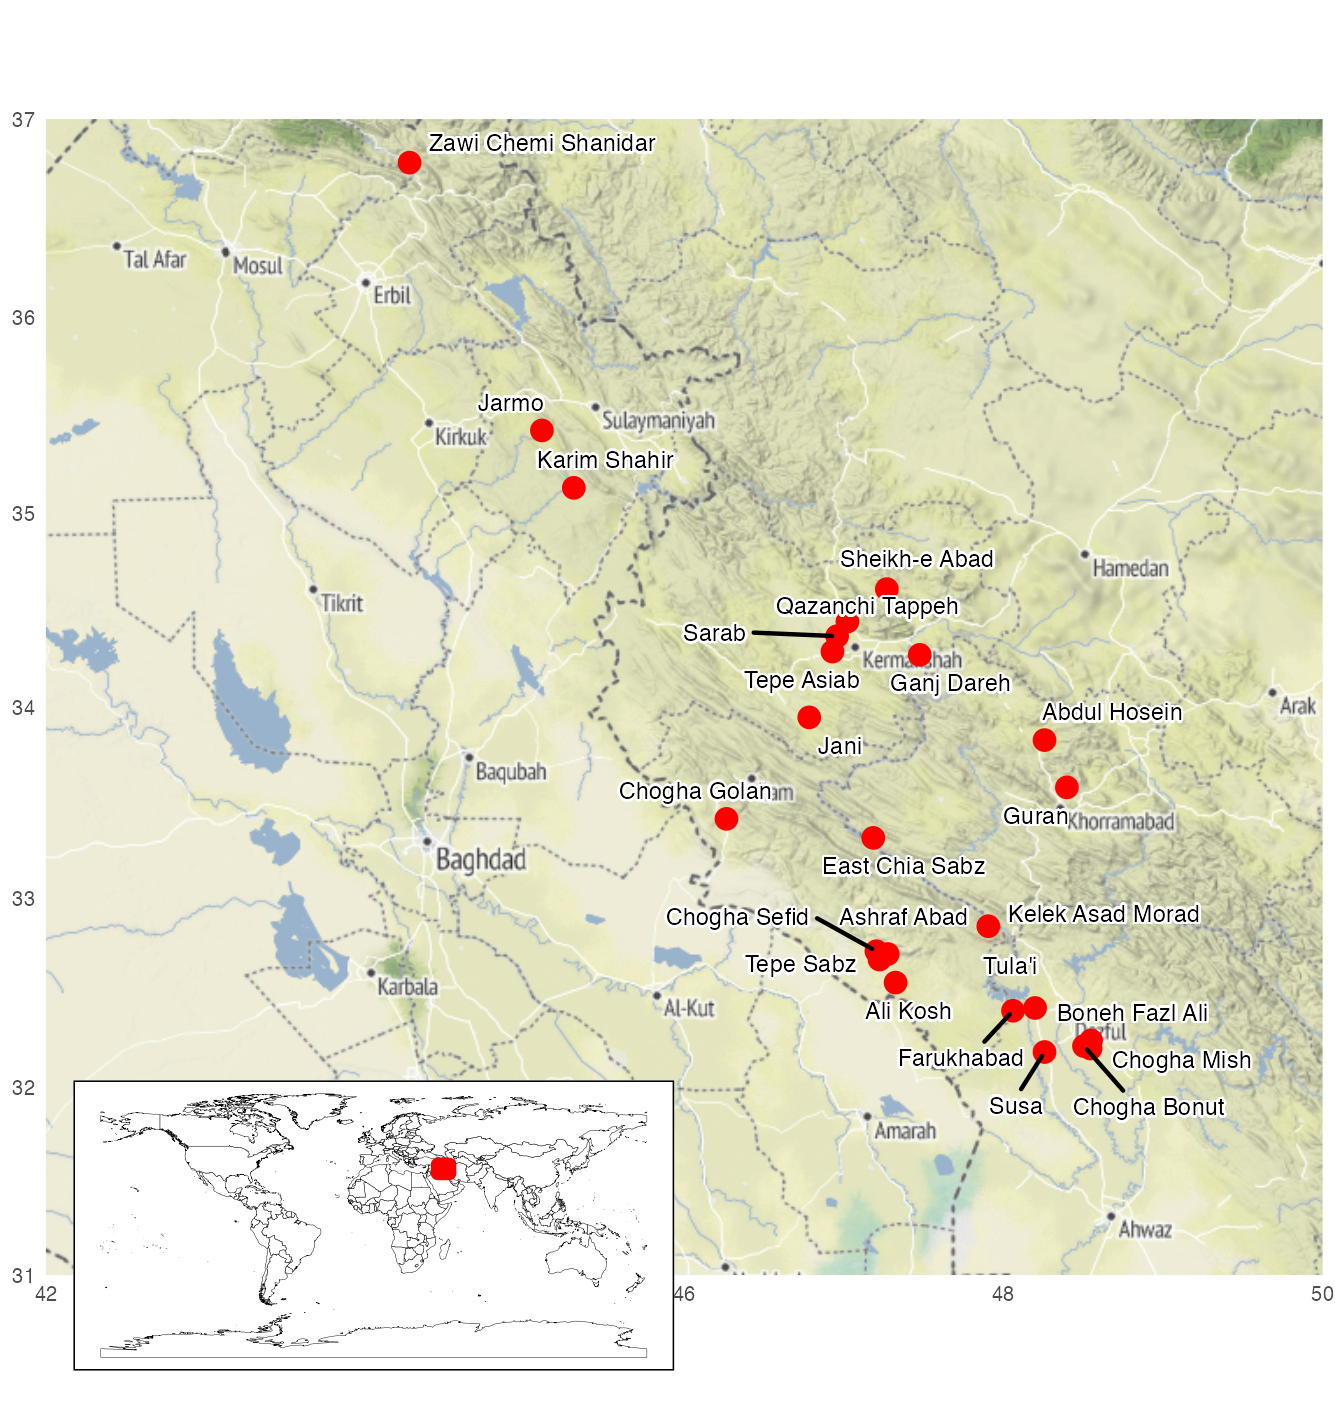 37
Zawi Chemi Shanidar
Tal Afar
Mosul
Erbil
36
Jarmo
Sulaymaniyah
Kirkuk
Karim Shahir
35
Sheikh-e Abad
Hamedan
Tikrit
Qazanchi Tappeh
Sarab
Kermanshah
Tepe Asiab
Ganj Dareh
34
Arak
Abdul Hosein
Jani
Baqubah
Chogha Golan
Guran
Khorramabad
Baghdad
East Chia Sabz
33
Chogha Sefid
Ashraf Abad
Kelek Asad Morad
Tepe Sabz
Tula'i
Karbala
Al-Kut
Ali Kosh
Boneh Fazl Ali
Dezful
Farukhabad
Chogha Mish
32
Susa
Chogha Bonut
Amarah
Ahwaz
31
42
46
48
50